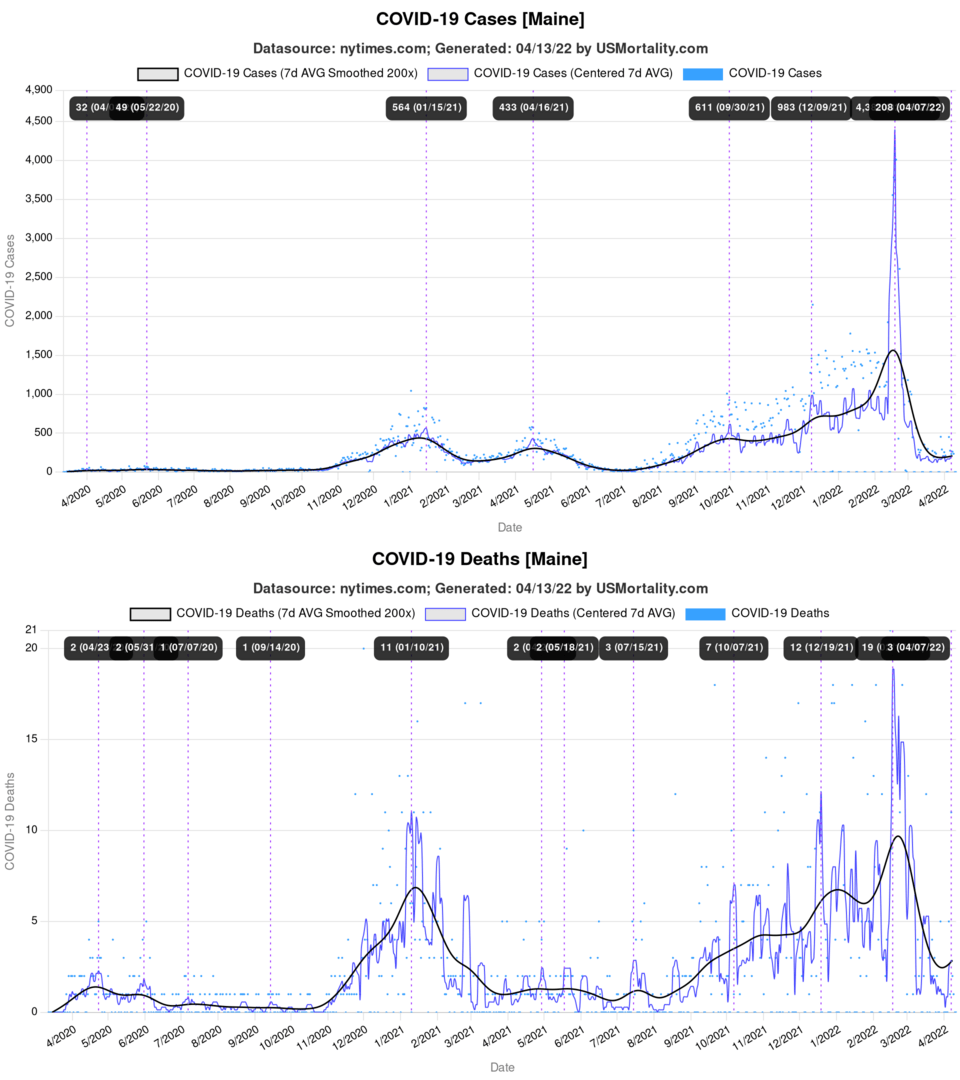 COVID-19 Cases [Maine]
Datasource: nytimes.com; Generated: 04/13/22 by USMortality.com
COVID-19 Cases (7d AVG Smoothed 200x) COVID-19 Cases (Centered 7d AVG) COVID-19 Cases
4,900
32 (04/ 49 (05/22/20) 564 (01/15/21) 433 (04/16/21) 611 (09/30/21) 983 (12/09/21) 4,3 208 (04/07/22)
4,500
4,000
3,500
3,000
2,500
2,000
1,500
1,000
500
0
COVID-19 Cases
4/2020 5/2020 6/2020 7/2020 8/2020 9/2020 10/2020 11/2020 12/2020 1/2021 2/2021 3/2021 4/2021 5/2021 6/2021 7/2021 8/2021 9/2021 10/2021 11/2021 12/2021 1/2022 2/2022 3/2022 4/2022
Date
COVID-19 Deaths [Maine]
Datasource: nytimes.com; Generated: 04/13/22 by USMortality.com
COVID-19 Deaths (7d AVG Smoothed 200x) COVID-19 Deaths (Centered 7d AVG) COVID-19 Deaths
21
2 (04/23 2 (05/31 1 (07/07/20) 1 (09/14/20) 11 (01/10/21) 2 (0 2 (05/18/21) 3 (07/15/21) 7 (10/07/21) 12 (12/19/21) 19 ( 3 (04/07/22)
20
15
10
5
0
COVID-19 Deaths
4/2020 5/2020 6/2020 7/2020 8/2020 9/2020 10/2020 11/2020 12/2020 1/2021 2/2021 3/2021 4/2021 5/2021 6/2021 7/2021 8/2021 9/2021 10/2021 11/2021 12/2021 1/2022 2/2022 3/2022 4/2022
Date